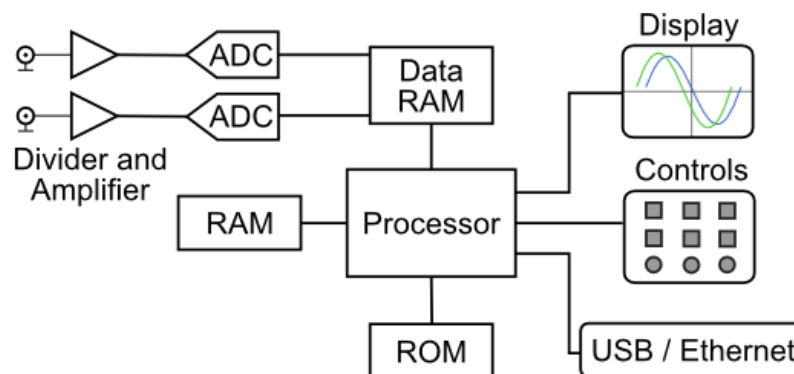 Display
ADC
Data
RAM
ADC
Divider and
Amplifier
Controls
RAM
Processor
ROM
USB / Ethernet